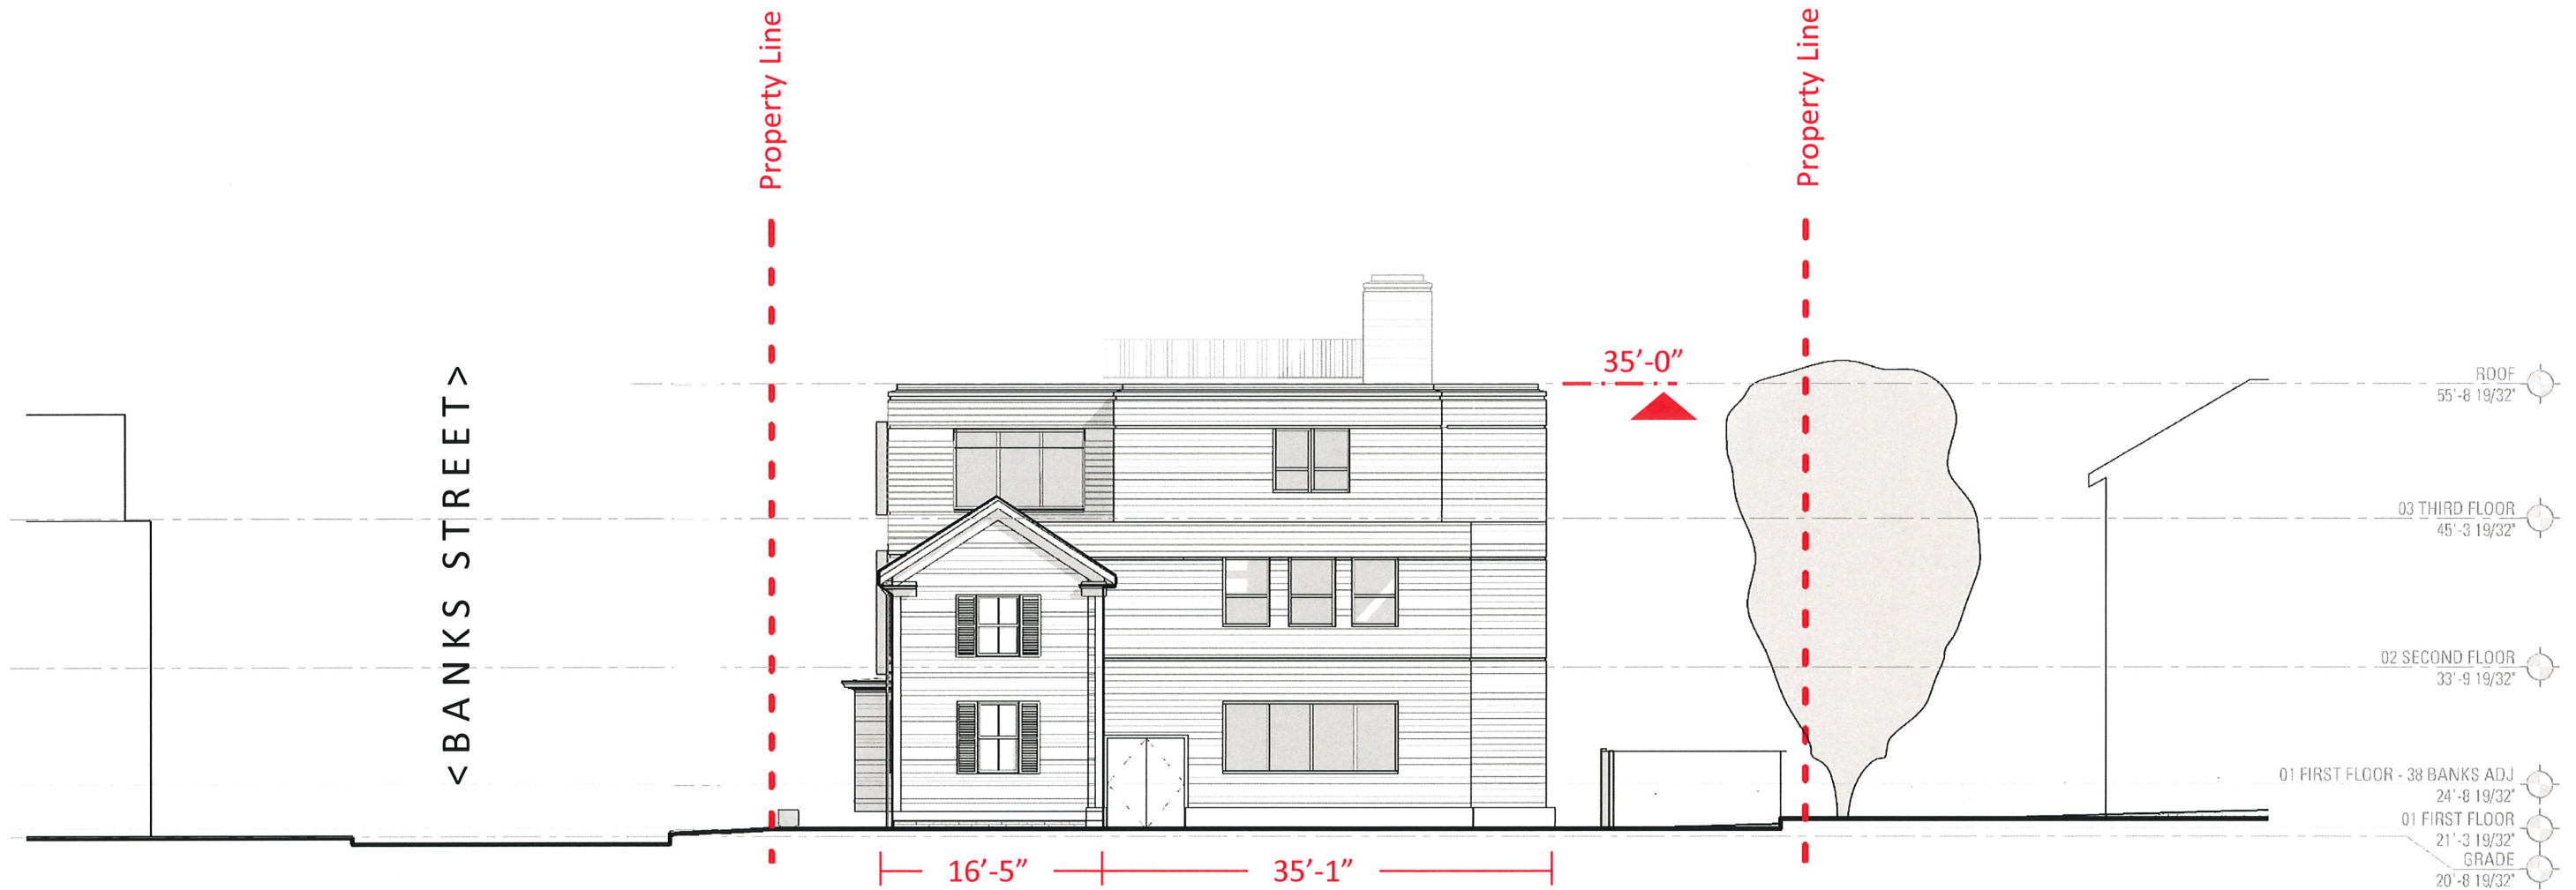 Property Line
Property Line
35’-0”
<BANKS STREET>
ROOF
55'-8 19/32"
03 THIRD FLOOR
45'-3 19/32"
02 SECOND FLOOR
33'-9 19/32"
01 FIRST FLOOR - 38 BANKS ADJ
24'-8 19/32"
01 FIRST FLOOR
21'-3 19/32"
GRADE
20'-8 19/32"
16’-5”
35’-1”